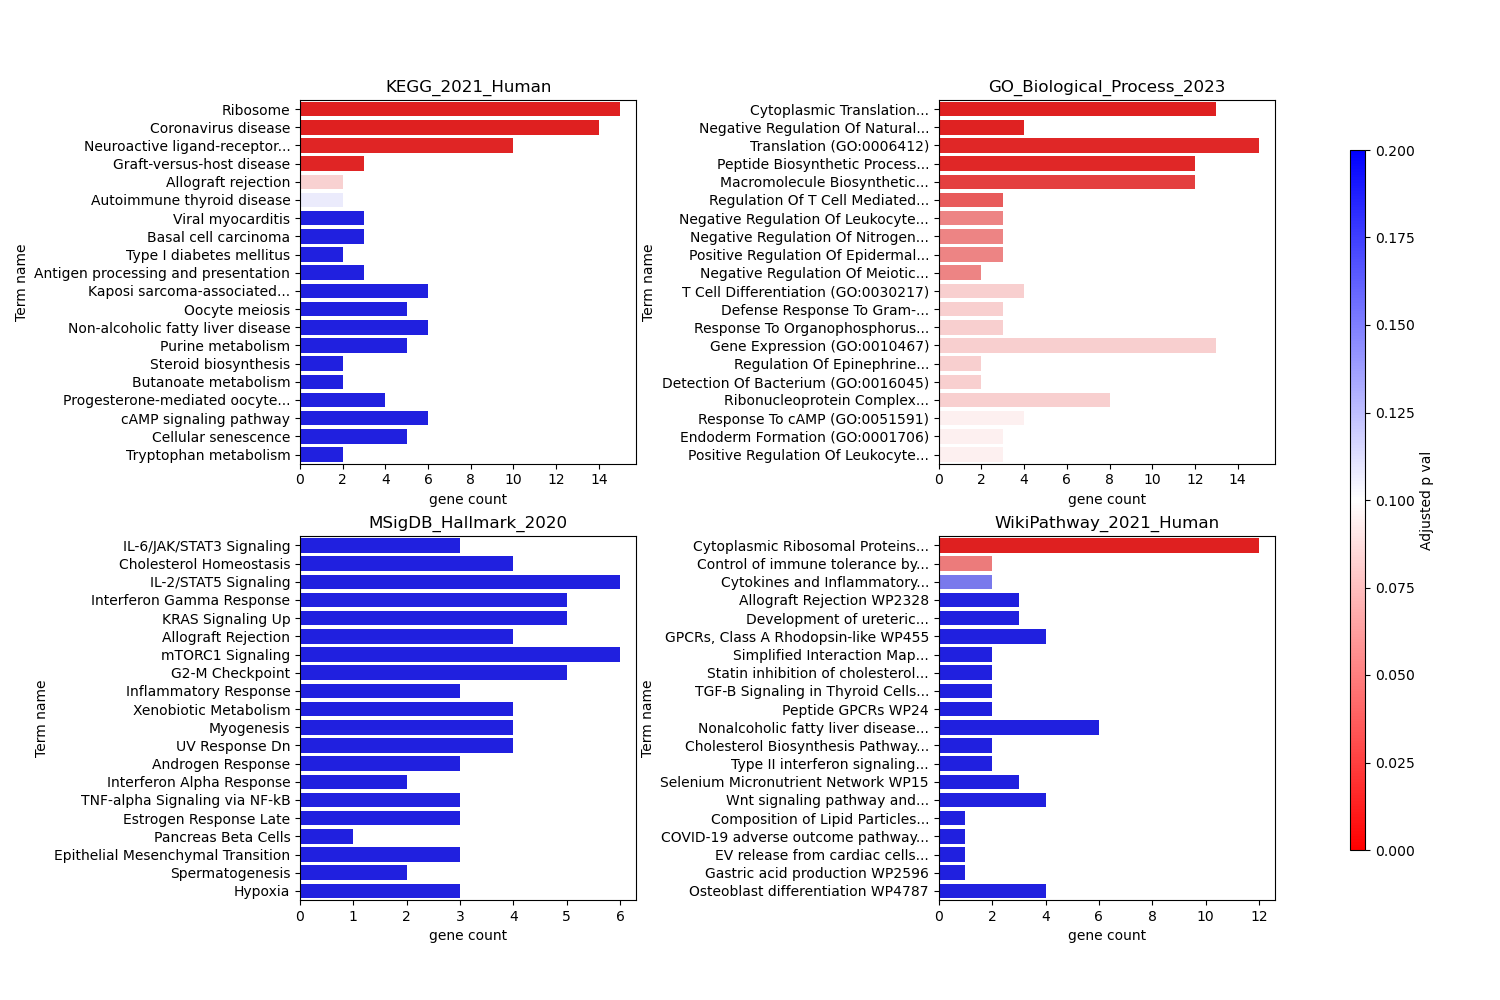 KEGG_2021_Human
Term name
Ribosome
Coronavirus disease
Neuroactive ligand-receptor...
Graft-versus-host disease
Allograft rejection
Autoimmune thyroid disease
Viral myocarditis
Basal cell carcinoma
Type I diabetes mellitus
Antigen processing and presentation
Kaposi sarcoma-associated...
Oocyte meiosis
Non-alcoholic fatty liver disease
Purine metabolism
Steroid biosynthesis
Butanoate metabolism
Progesterone-mediated oocyte...
cAMP signaling pathway
Cellular senescence
Tryptophan metabolism
0 2 4 6 8 10 12 14
gene count
GO_Biological_Process_2023
Term name
Cytoplasmic Translation...
Negative Regulation Of Natural...
Translation (GO:0006412)
Peptide Biosynthetic Process...
Macromolecule Biosynthetic...
Regulation Of T Cell Mediated...
Negative Regulation Of Leukocyte...
Negative Regulation Of Nitrogen...
Positive Regulation Of Epidermal...
Negative Regulation Of Meiotic...
T Cell Differentiation (GO:0030217)
Defense Response To Gram-...
Response To Organophosphorus...
Gene Expression (GO:0010467)
Regulation Of Epinephrine...
Detection Of Bacterium (GO:0016045)
Ribonucleoprotein Complex...
Response To cAMP (GO:0051591)
Endoderm Formation (GO:0001706)
Positive Regulation Of Leukocyte...
0 2 4 6 8 10 12 14
gene count
MSigDB_Hallmark_2020
Term name
IL-6/JAK/STAT3 Signaling
Cholesterol Homeostasis
IL-2/STAT5 Signaling
Interferon Gamma Response
KRAS Signaling Up
Allograft Rejection
mTORC1 Signaling
G2-M Checkpoint
Inflammatory Response
Xenobiotic Metabolism
Myogenesis
UV Response Dn
Androgen Response
Interferon Alpha Response
TNF-alpha Signaling via NF-kB
Estrogen Response Late
Pancreas Beta Cells
Epithelial Mesenchymal Transition
Spermatogenesis
Hypoxia
0 1 2 3 4 5 6
gene count
WikiPathway_2021_Human
Term name
Cytoplasmic Ribosomal Proteins...
Control of immune tolerance by...
Cytokines and Inflammatory...
Allograft Rejection WP2328
Development of ureteric...
GPCRs, Class A Rhodopsin-like WP455
Simplified Interaction Map...
Statin inhibition of cholesterol...
TGF-B Signaling in Thyroid Cells...
Peptide GPCRs WP24
Nonalcoholic fatty liver disease...
Cholesterol Biosynthesis Pathway...
Type II interferon signaling...
Selenium Micronutrient Network WP15
Wnt signaling pathway and...
Composition of Lipid Particles...
COVID-19 adverse outcome pathway...
EV release from cardiac cells...
Gastric acid production WP2596
Osteoblast differentiation WP4787
0 2 4 6 8 10 12
gene count
0.200
0.175
0.150
0.125
0.100
0.075
0.050
0.025
0.000
Adjusted p val